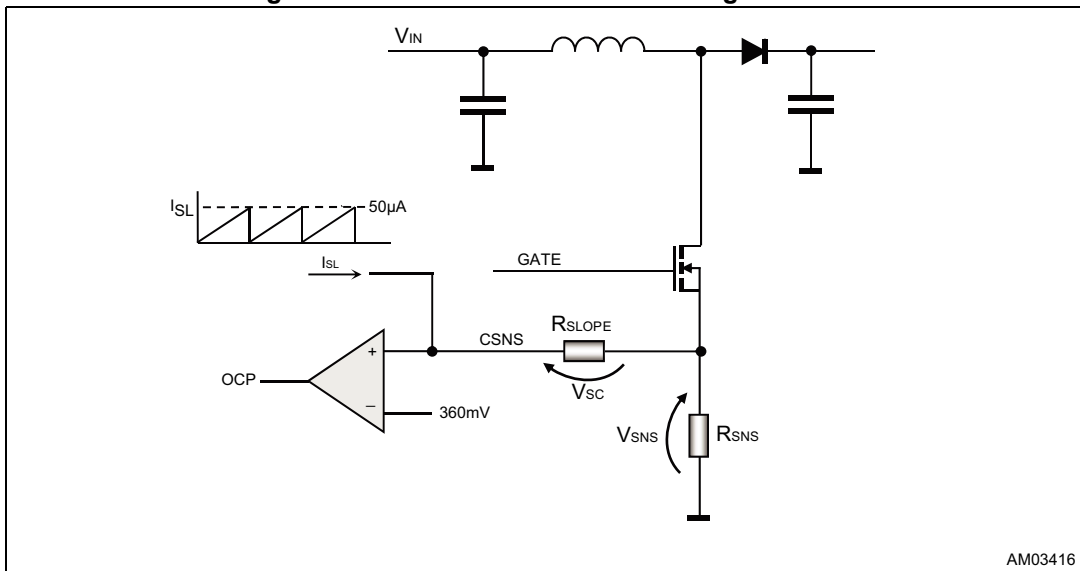 VIN
ISL
50µA
ISL
GATE
RSLOPE
CSNS
+
OCP
VSC
−
360mV
VSNS
RSNS
AM03416